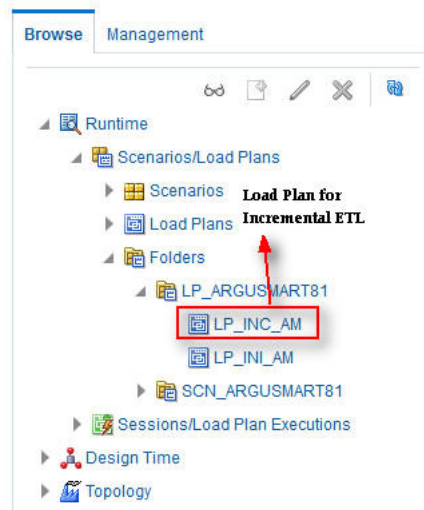 Browse Management
Runtime
Scenarios/Load Plans
Scenarios
Load Plan for
Incremental ETL
Load Plans
Folders
LP_ARGUSMART81
LP_INC_AM
LP_INI_AM
SCN_ARGUSMART81
Sessions/Load Plan Executions
Design Time
Topology